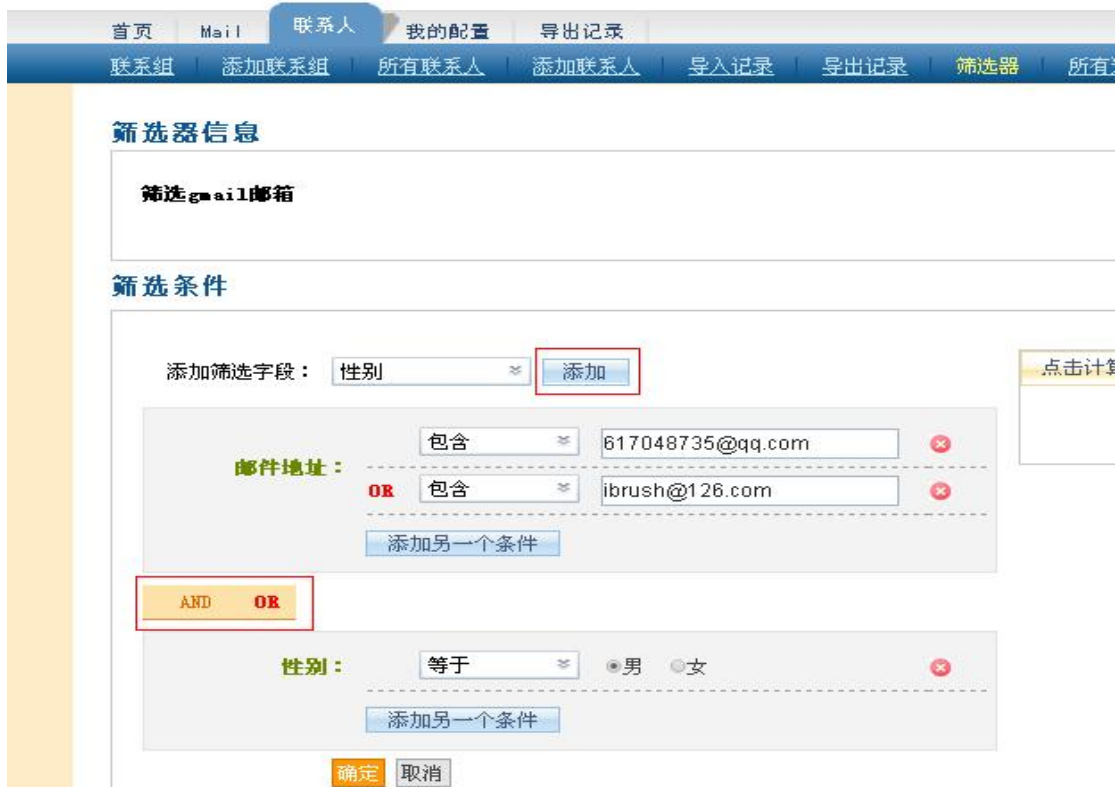 首页 Mail 联系人 我的配置 导出记录
联系组 添加联系组 所有联系人 添加联系人 导入记录 导出记录 筛选器 所有
筛选器信息
筛选gmail邮箱
筛选条件
添加筛选字段： 性别 添加
点击计算
包含 617048735@qq.com
邮件地址：
OR 包含 ibrush@126.com
添加另一个条件
AND OR
性别： 等于 男 女
添加另一个条件
确定 取消